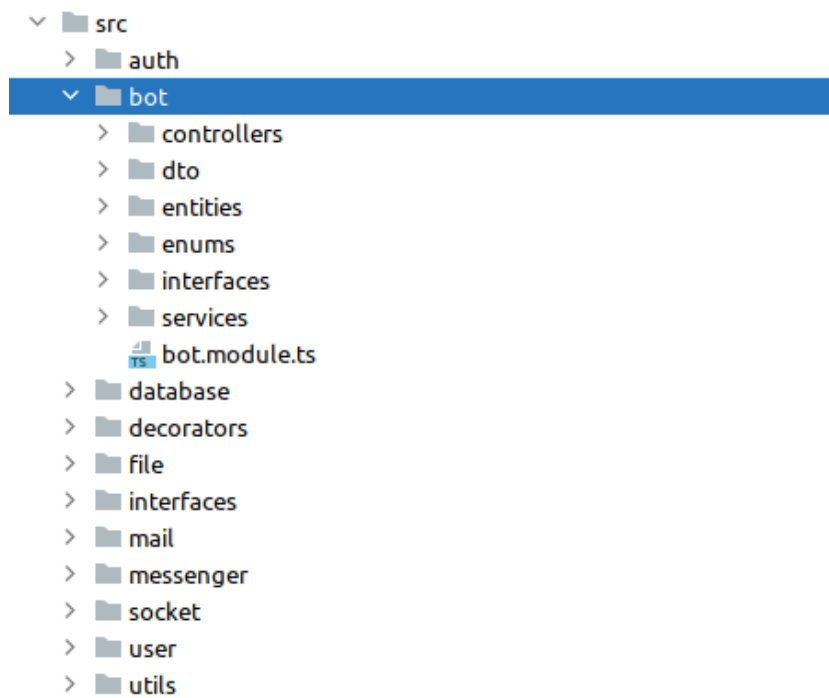 src
auth
bot
controllers
dto
entities
enums
interfaces
services
TS bot.module.ts
database
decorators
file
interfaces
mail
messenger
socket
user
utils